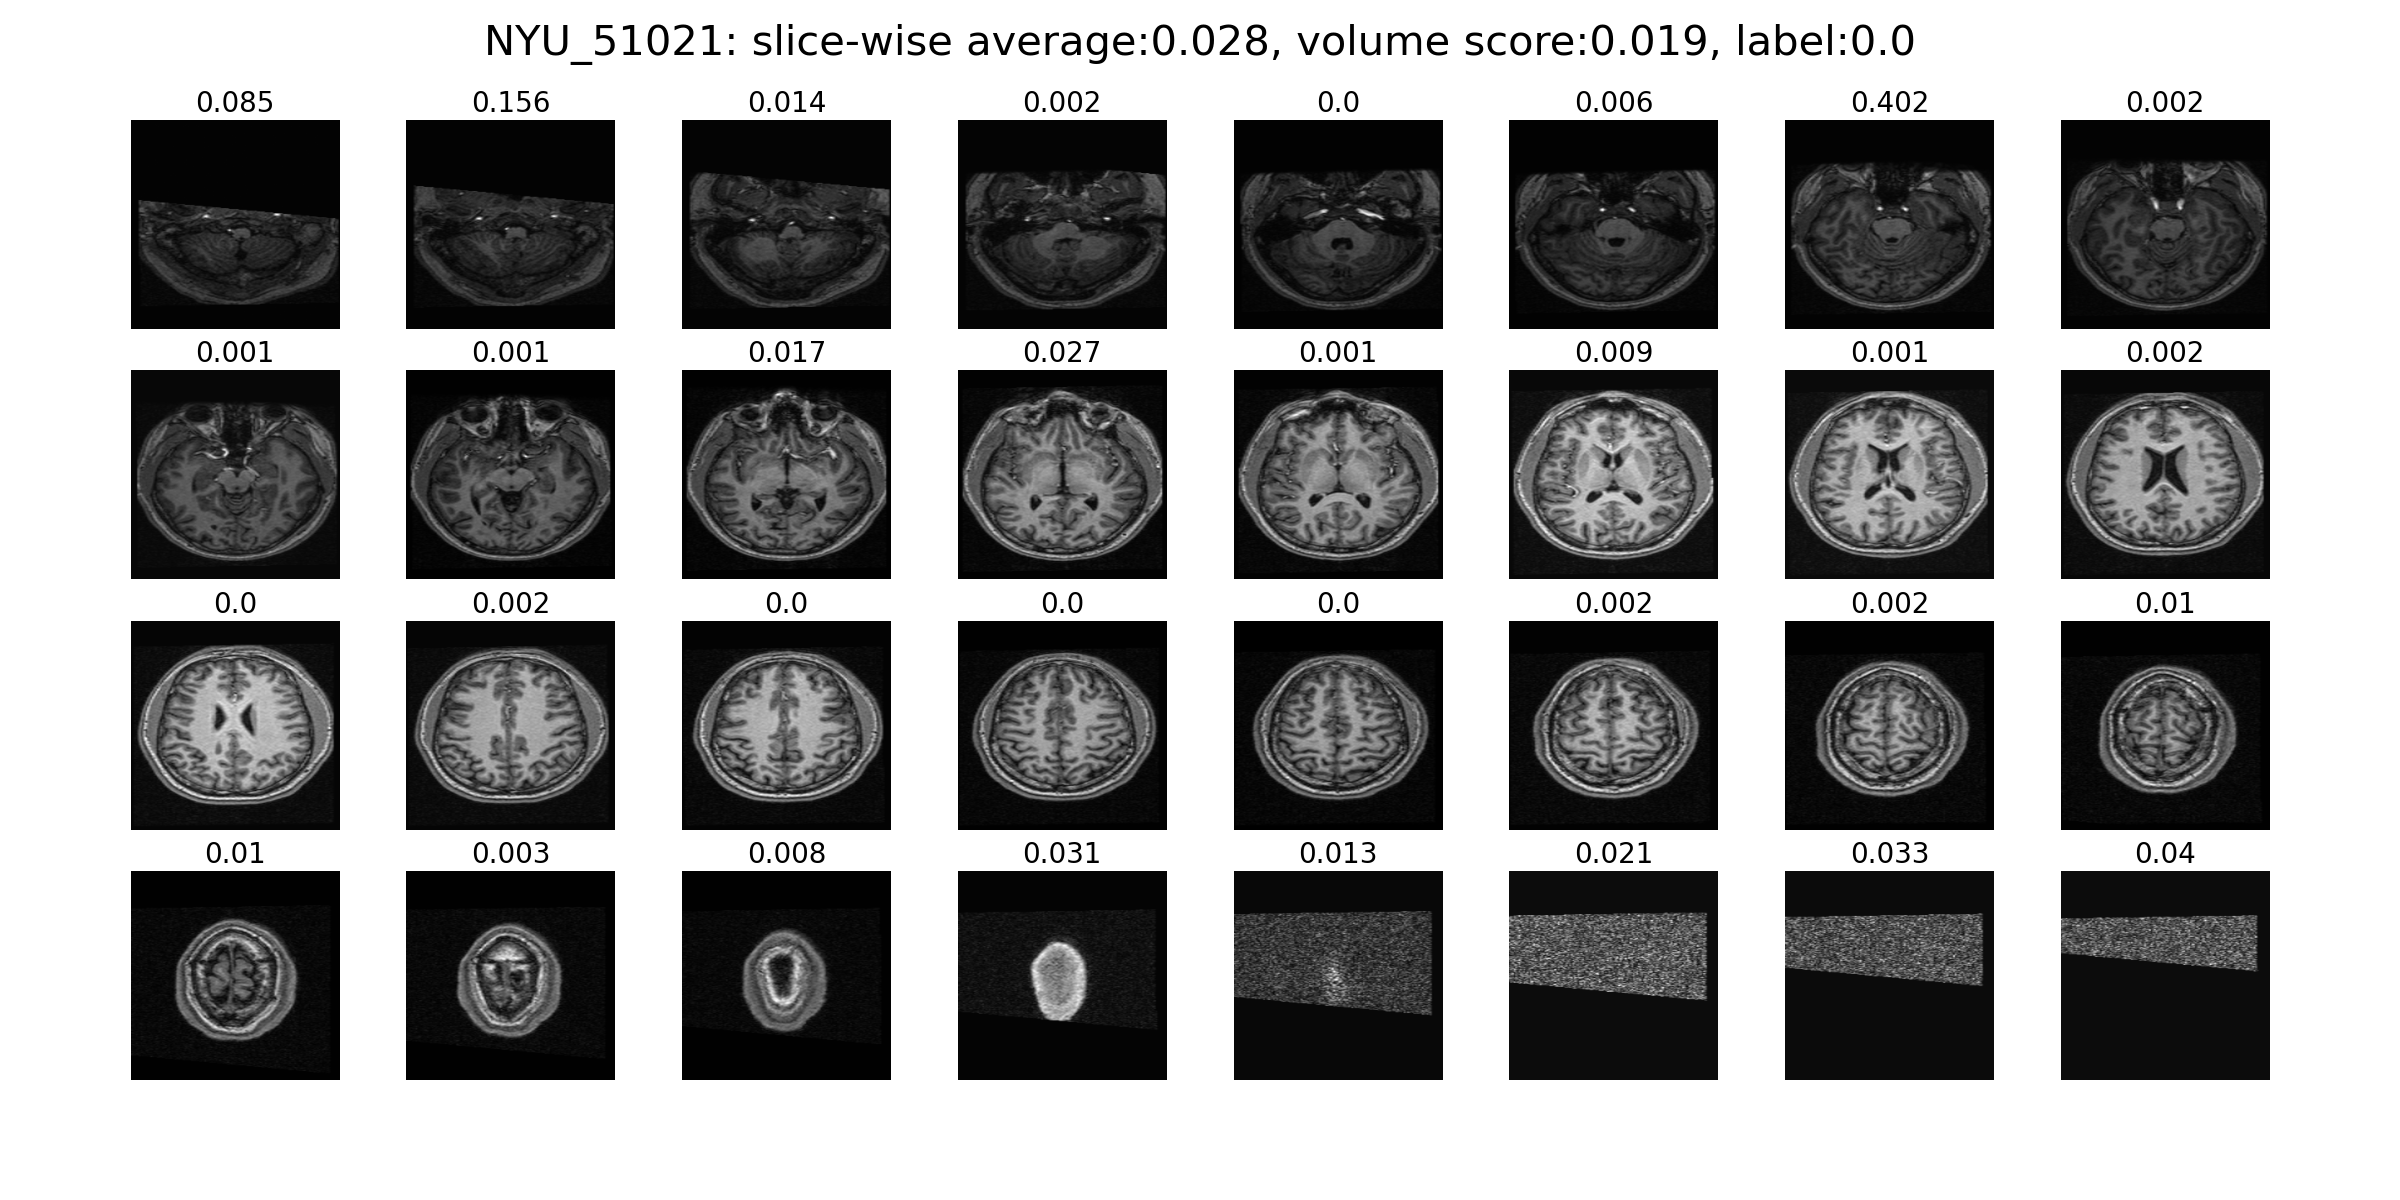 NYU_51021: slice-wise average:0.028, volume score:0.019, label:0.0
0.085 0.156 0.014 0.002 0.0 0.006 0.402 0.002
0.001 0.001 0.017 0.027 0.001 0.009 0.001 0.002
0.0 0.002 0.0 0.0 0.0 0.002 0.002 0.01
0.01 0.003 0.008 0.031 0.013 0.021 0.033 0.04